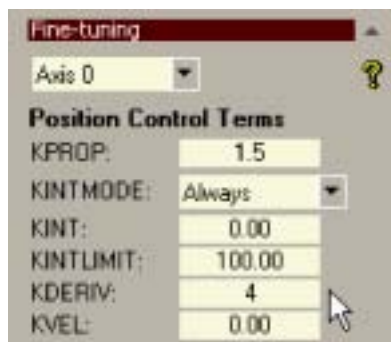 Fine-tuning
Axis 0
Position Control Terms
KPROP: 1.5
KINTMODE: Always
KINT: 0.00
KINTLIMIT: 100.00
KDERIV: 4
KVEL: 0.00